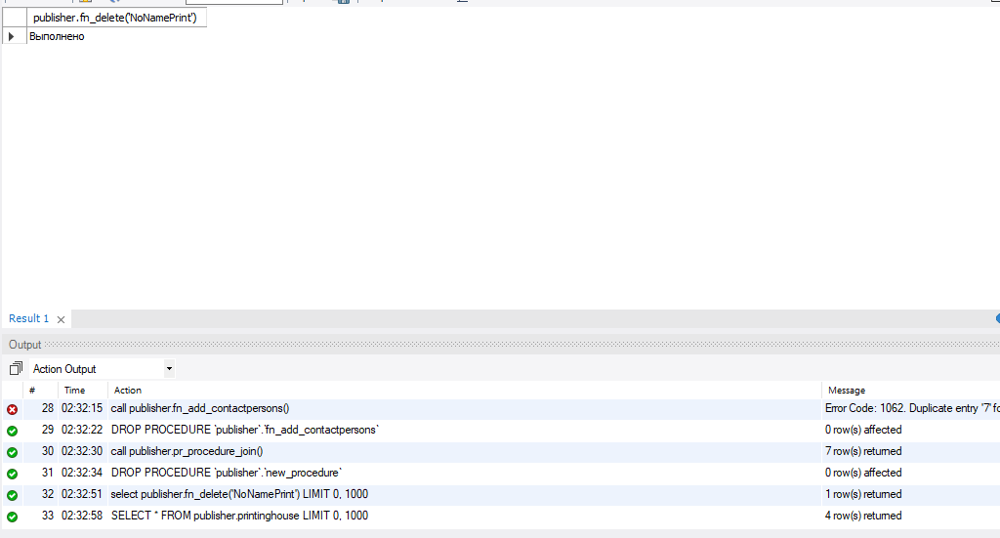 publisher.fn_delete('NoNamePrint')
Выполнено
Result 1
Output
Action Output
# Time Action Message
28 02:32:15 call publisher.fn_add_contactpersons() Error Code: 1062. Duplicate entry '7' fo
29 02:32:22 DROP PROCEDURE `publisher`.`fn_add_contactpersons` 0 row(s) affected
30 02:32:30 call publisher.pr_procedure_join() 7 row(s) returned
31 02:32:34 DROP PROCEDURE `publisher`.`new_procedure` 0 row(s) affected
32 02:32:51 select publisher.fn_delete('NoNamePrint') LIMIT 0, 1000 1 row(s) returned
33 02:32:58 SELECT * FROM publisher.printinghouse LIMIT 0, 1000 4 row(s) returned